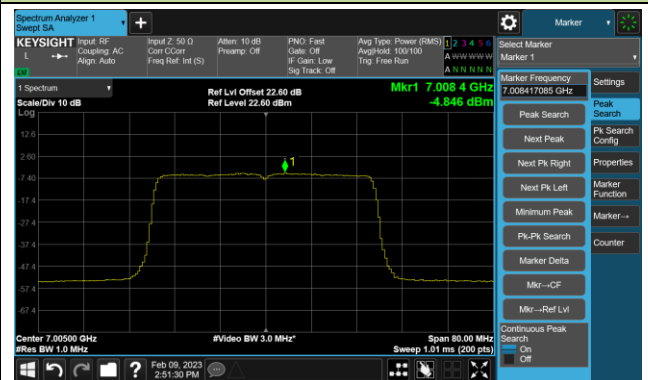 Spectrum Analyzer 1
Swept SA
Marker
KEYSIGHT
L
Input: RF
Coupling: AC
Align: Auto
Input Z: 50 Ω
Corr CCorr
Freq Ref: Int (S)
Atten: 10 dB
Preamp: Off
PNO: Fast
Gate: Off
IF Gain: Low
Sig Track: Off
Avg Type: Power (RMS)
Avg|Hold: 100/100
Trig: Free Run
1 2 3 4 5 6
A W W W W W
A N N N N N
Select Marker
Marker 1
1 Spectrum
Scale/Div 10 dB
Log
Ref Lvl Offset 22.60 dB
Ref Level 22.60 dBm
Mkr1 7.008 4 GHz
-4.846 dBm
12.6
2.60
-7.40
-17.4
-27.4
-37.4
-47.4
-57.4
-67.4
1
Center 7.00500 GHz
#Res BW 1.0 MHz
#Video BW 3.0 MHz*
Span 80.00 MHz
Sweep 1.01 ms (200 pts)
Marker Frequency
7.008417085 GHz
Peak Search
Next Peak
Next Pk Right
Next Pk Left
Minimum Peak
Pk-Pk Search
Marker Delta
Mkr→CF
Mkr→Ref Lvl
Continuous Peak
Search
On
Off
Settings
Peak
Search
Pk Search
Config
Properties
Marker
Function
Marker→
Counter
?
Feb 09, 2023
2:51:30 PM